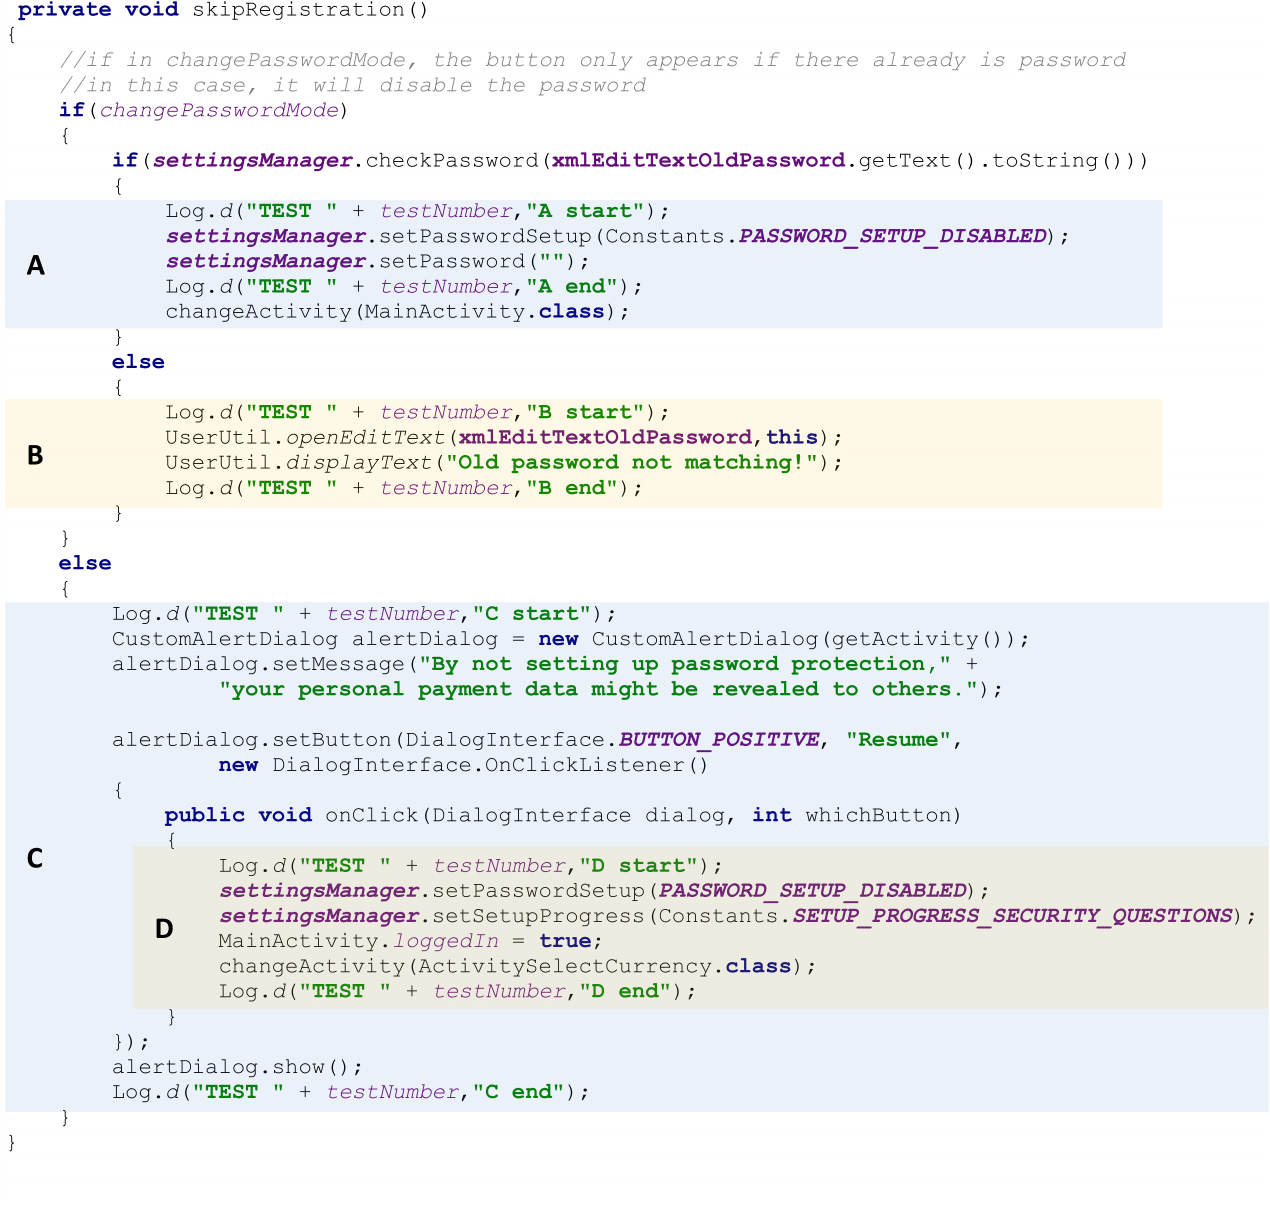 private void skipRegistration()
{
    //if in changePasswordMode, the button only appears if there already is password
    //in this case, it will disable the password
    if(changePasswordMode)
    {
        if(settingsManager.checkPassword(xmlEditTextOldPassword.getText().toString()))
        {
            Log.d("TEST " + testNumber,"A start");
            settingsManager.setPasswordSetup(Constants.PASSWORD_SETUP_DISABLED);
A
            settingsManager.setPassword("");
            Log.d("TEST " + testNumber,"A end");
            changeActivity(MainActivity.class);
        }
        else
        {
            Log.d("TEST " + testNumber,"B start");
            UserUtil.openEditText(xmlEditTextOldPassword,this);
B
            UserUtil.displayText("Old password not matching!");
            Log.d("TEST " + testNumber,"B end");
        }
    }
    else
    {
        Log.d("TEST " + testNumber,"C start");
        CustomAlertDialog alertDialog = new CustomAlertDialog(getActivity());
        alertDialog.setMessage("By not setting up password protection," +
                "your personal payment data might be revealed to others.");
        alertDialog.setButton(DialogInterface.BUTTON_POSITIVE, "Resume",
                new DialogInterface.OnClickListener()
        {
            public void onClick(DialogInterface dialog, int whichButton)
            {
C
                Log.d("TEST " + testNumber,"D start");
                settingsManager.setPasswordSetup(PASSWORD_SETUP_DISABLED);
                settingsManager.setSetupProgress(Constants.SETUP_PROGRESS_SECURITY_QUESTIONS);
D
                MainActivity.loggedIn = true;
                changeActivity(ActivitySelectCurrency.class);
                Log.d("TEST " + testNumber,"D end");
            }
        });
        alertDialog.show();
        Log.d("TEST " + testNumber,"C end");
    }
}